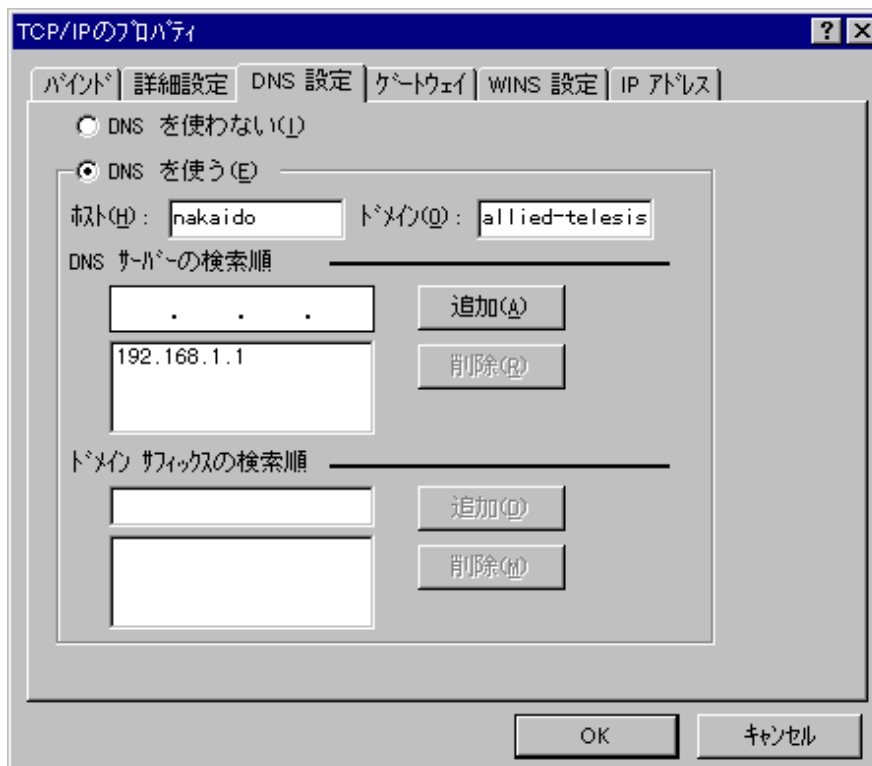 TCP/IPのﾌﾟﾛﾊﾟﾃｨ
ﾊﾞｲﾝﾄﾞ 詳細設定 DNS 設定 ｹﾞｰﾄｳｪｲ WINS 設定 IP ｱﾄﾞﾚｽ
DNS を使わない(I)
DNS を使う(E)
ﾎｽﾄ(H): nakaido ﾄﾞﾒｲﾝ(O): allied-telesis
DNS ｻｰﾊﾞｰの検索順
. . . 追加(A)
192.168.1.1 削除(R)
ﾄﾞﾒｲﾝ ｻﾌｨｯｸｽの検索順
追加(D)
削除(M)
OK ｷｬﾝｾﾙ